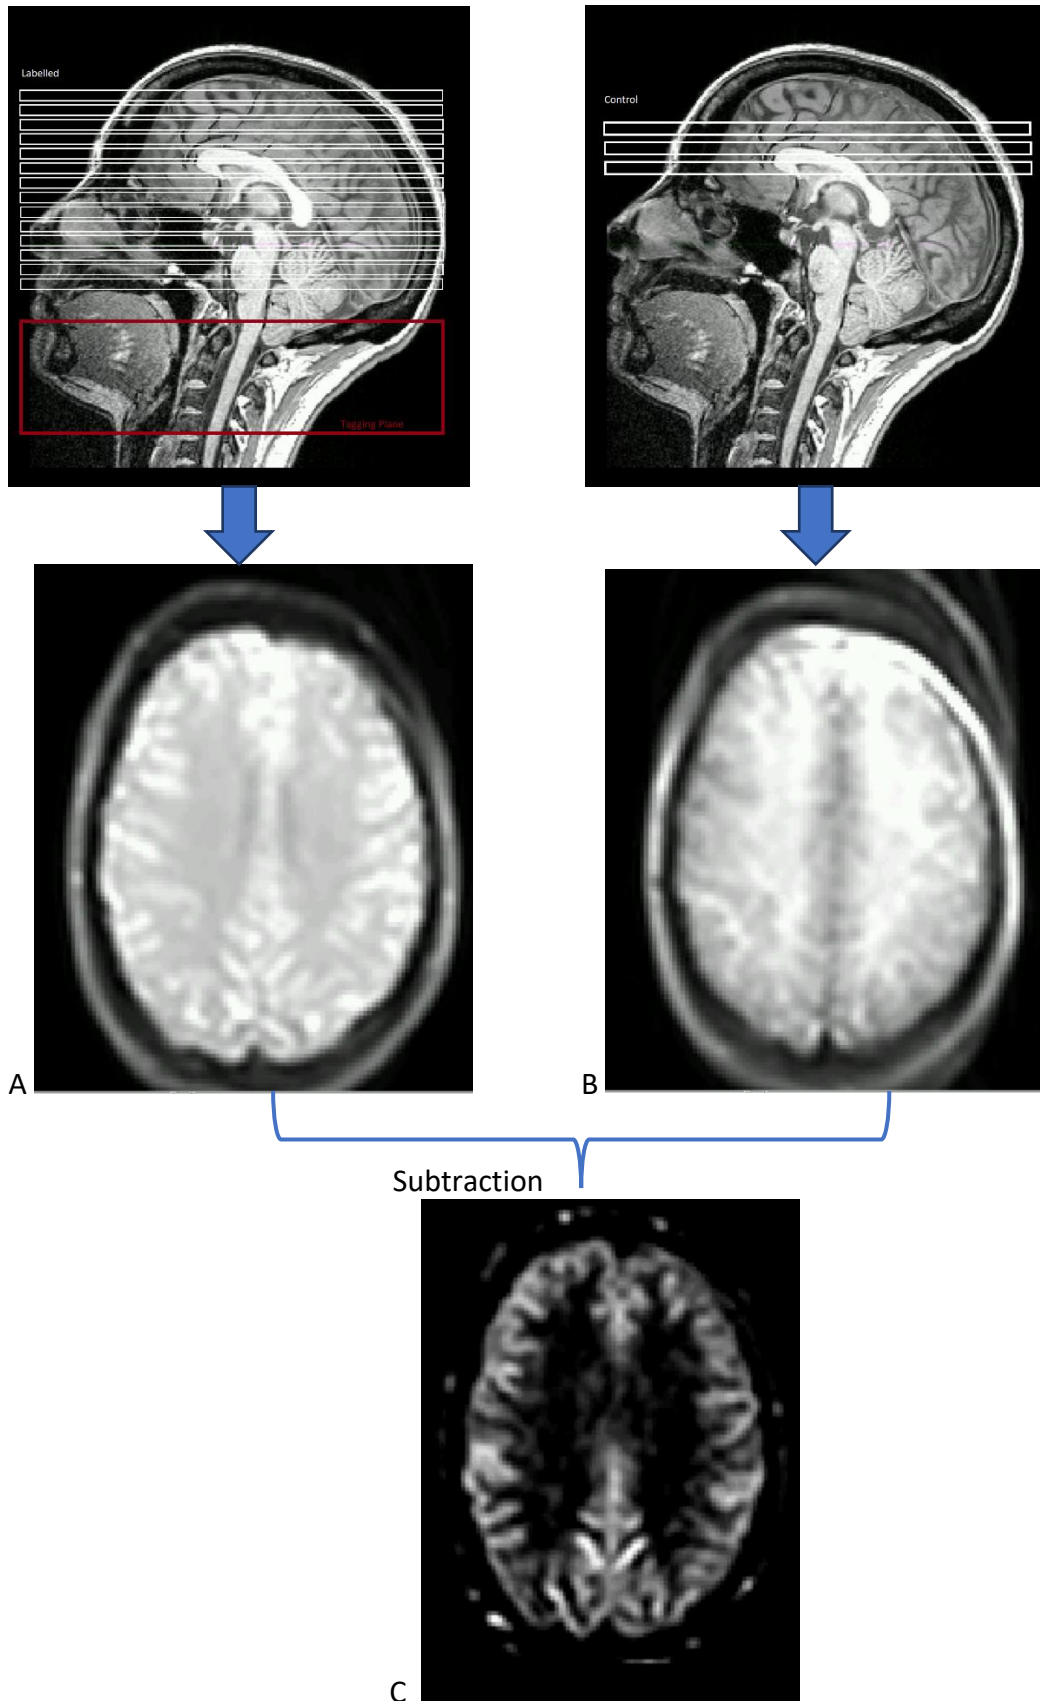 Labelled
Control
Tagging Plane
A
B
Subtraction
C